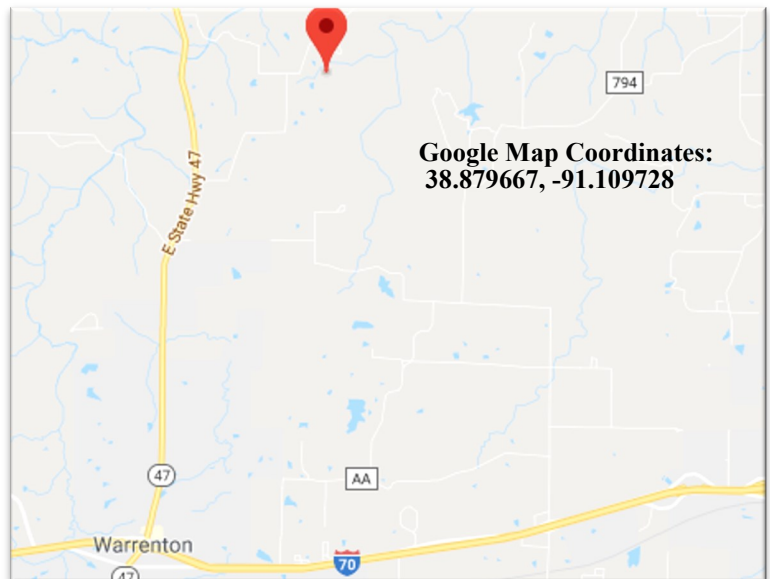 794
Google Map Coordinates:
38.879667, -91.109728
E State Hwy 47
47
AA
Warrenton
70
47